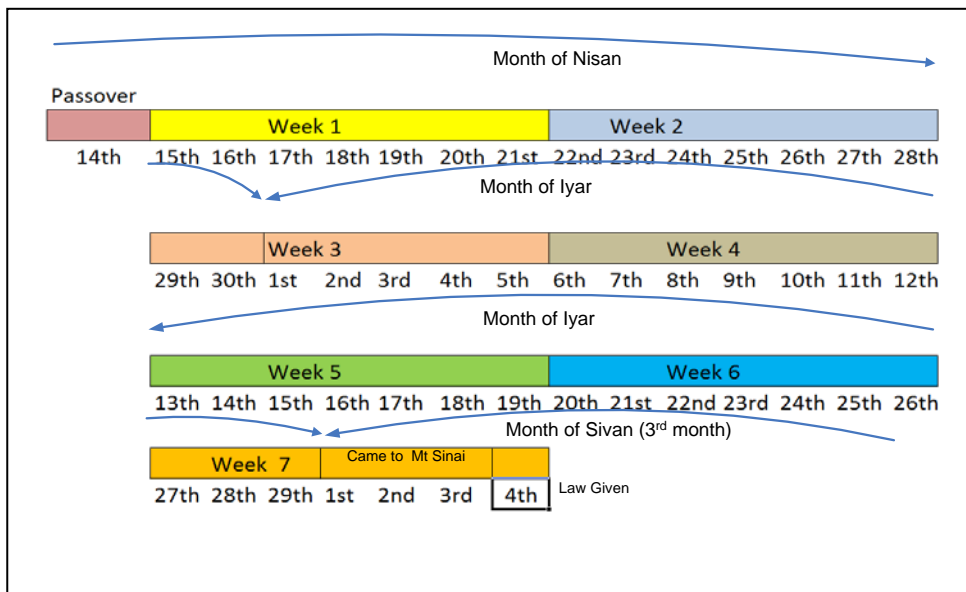 Month of Nisan
Passover
Week 1 Week 2
14th 15th 16th 17th 18th 19th 20th 21st 22nd 23rd 24th 25th 26th 27th 28th
Month of Iyar
Week 3 Week 4
29th 30th 1st 2nd 3rd 4th 5th 6th 7th 8th 9th 10th 11th 12th
Month of Iyar
Week 5 Week 6
13th 14th 15th 16th 17th 18th 19th 20th 21st 22nd 23rd 24th 25th 26th
Month of Sivan (3rd month)
Week 7 Came to Mt Sinai
27th 28th 29th 1st 2nd 3rd 4th Law Given